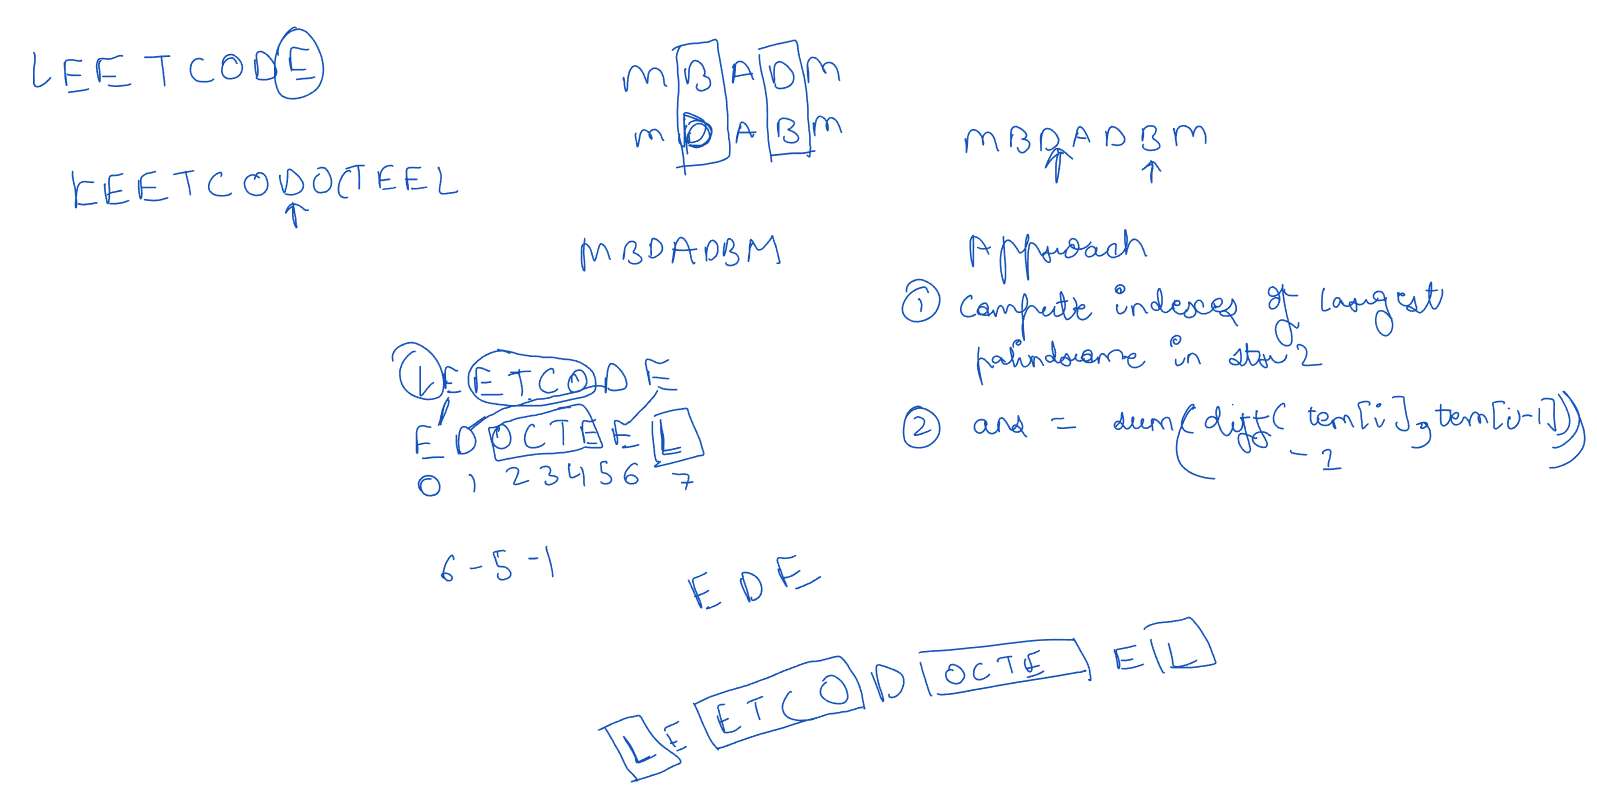 LEETCODE
LEETCODOCTEEL
MBADM
MDABM
MBDADBM
MBDADBM
LEETCODE
EDOCTEEL
0 1 2 3 4 5 6 7
6-5-1
EDE
LEETCODOCTEEL
Approach
① Compute indexes of largest
palindrome in str 2
② ans = sum(diff(tem[i], tem[i-1]))
-1